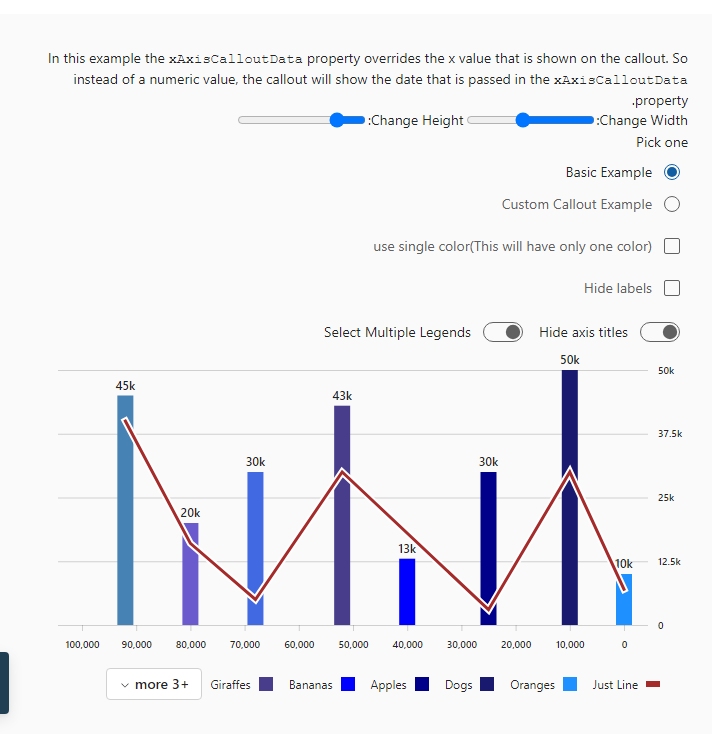 In this example the xAxisCalloutData property overrides the x value that is shown on the callout. So
instead of a numeric value, the callout will show the date that is passed in the xAxisCalloutData
.property
:Change Height :Change Width
Pick one
Basic Example
Custom Callout Example
use single color(This will have only one color)
Hide labels
Select Multiple Legends Hide axis titles
50k
45k
43k
30k
30k
20k
13k
10k
50k
37.5k
25k
12.5k
0
100,000 90,000 80,000 70,000 60,000 50,000 40,000 30,000 20,000 10,000 0
more 3+ Giraffes Bananas Apples Dogs Oranges Just Line